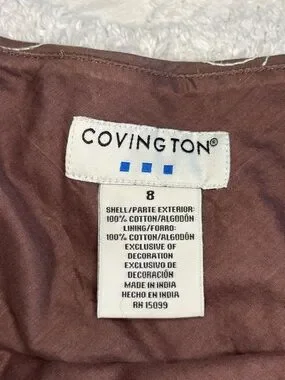 COVINGTON®
8
SHELL/PARTE EXTERIOR:
100% COTTON/ALGODÓN
LINING/FORRO:
100% COTTON/ALGODÓN
EXCLUSIVE OF
DECORATION
EXCLUSIVO DE
DECORACIÓN
MADE IN INDIA
HECHO EN INDIA
RN 15099